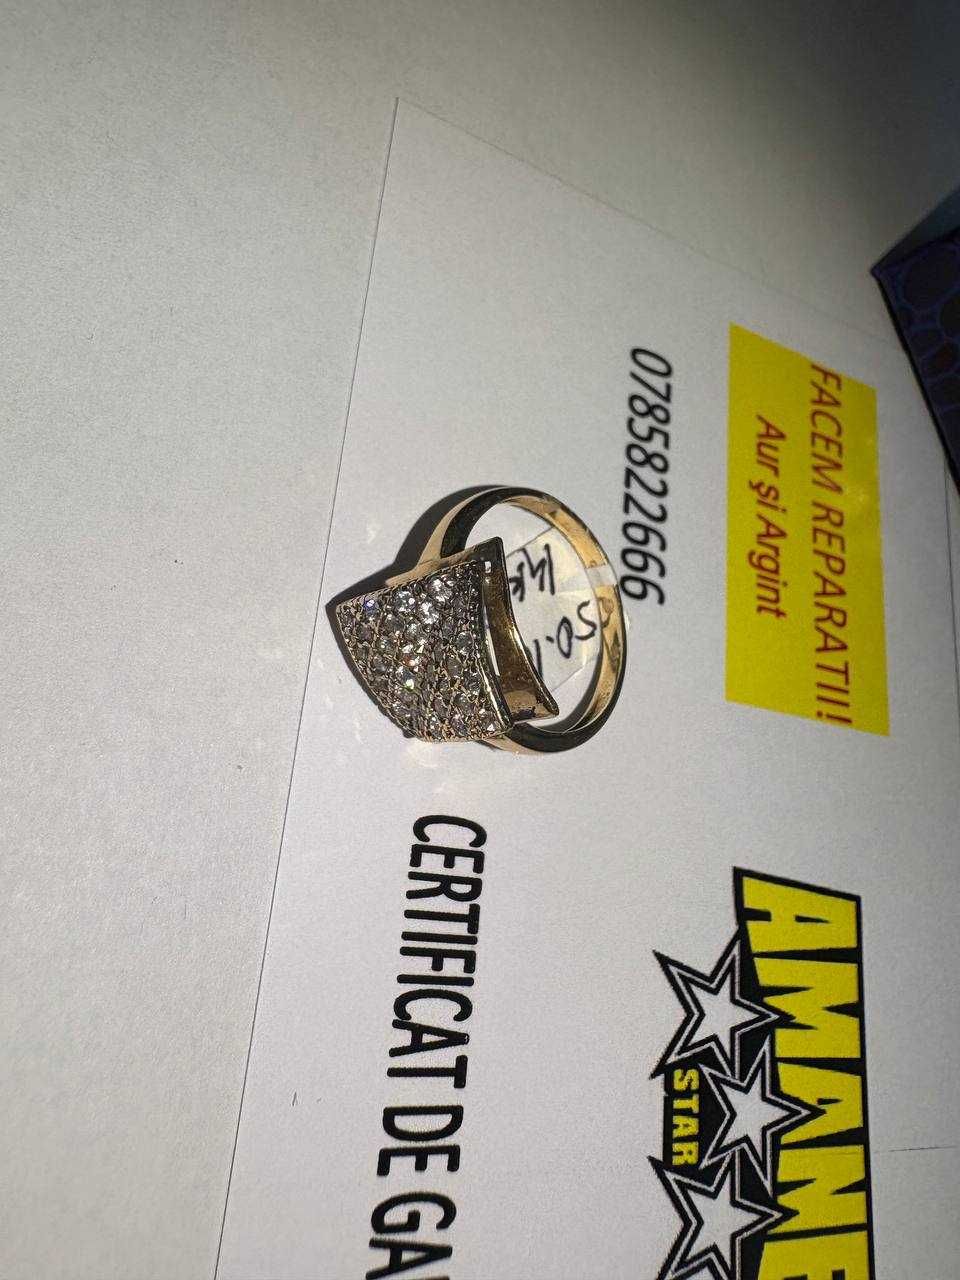 FACEM REPARATII!
Aur și Argint
0785822666
AMANE
STAR
CERTIFICAT DE GA
14k